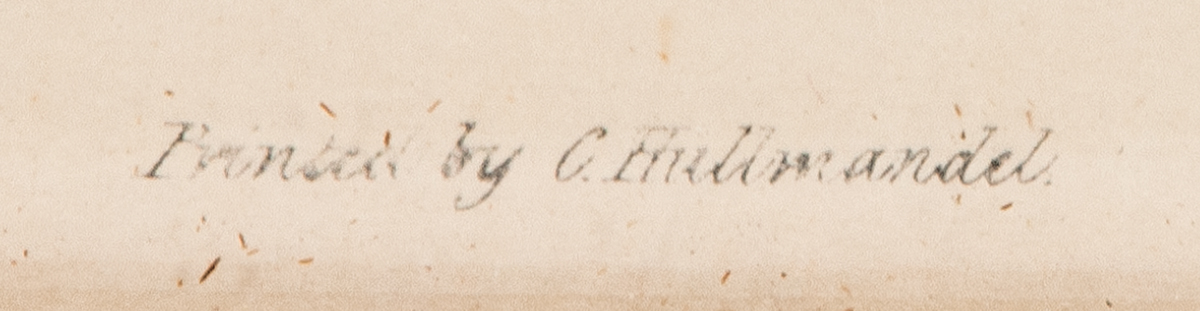 Printed by C. Hullmandel.